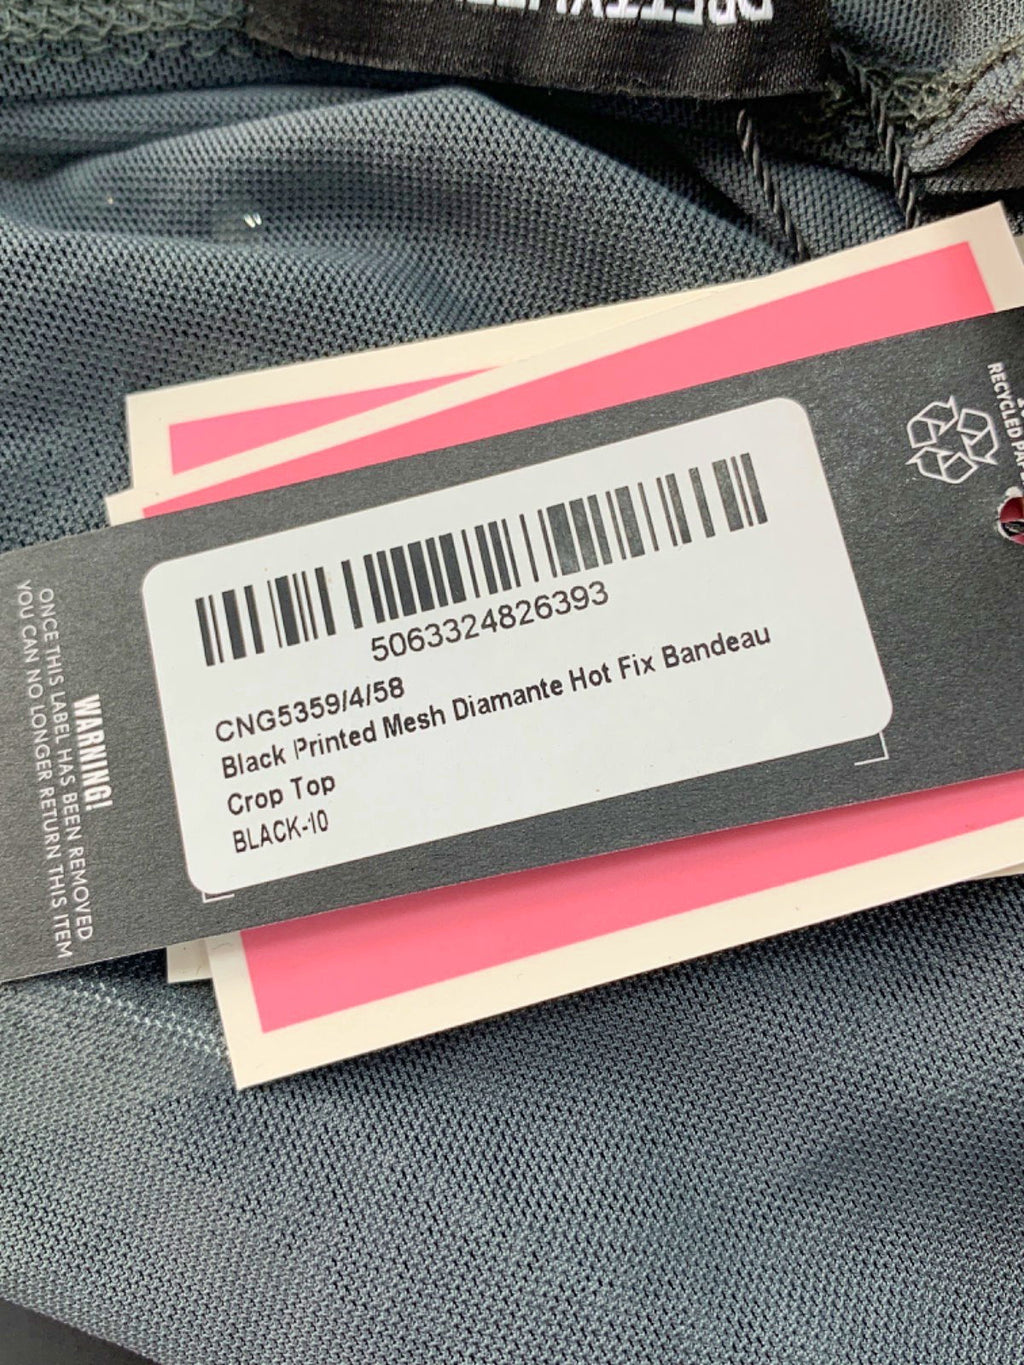 5063324826393
CNG5359/4/58
Black Printed Mesh Diamante Hot Fix Bandeau
Crop Top
BLACK-10
WARNING!
ONCE THIS LABEL HAS BEEN REMOVED
YOU CAN NO LONGER RETURN THIS ITEM
RECYCLED